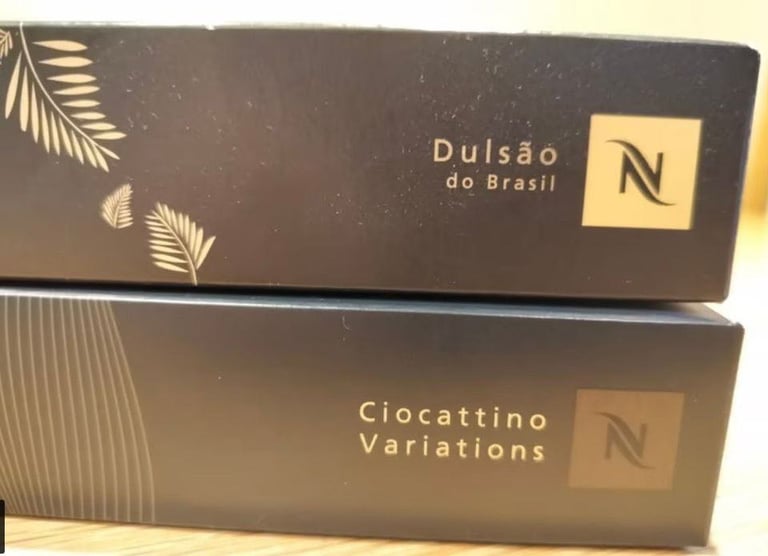 Dulsão
do Brasil
N
Ciocattino
Variations
N